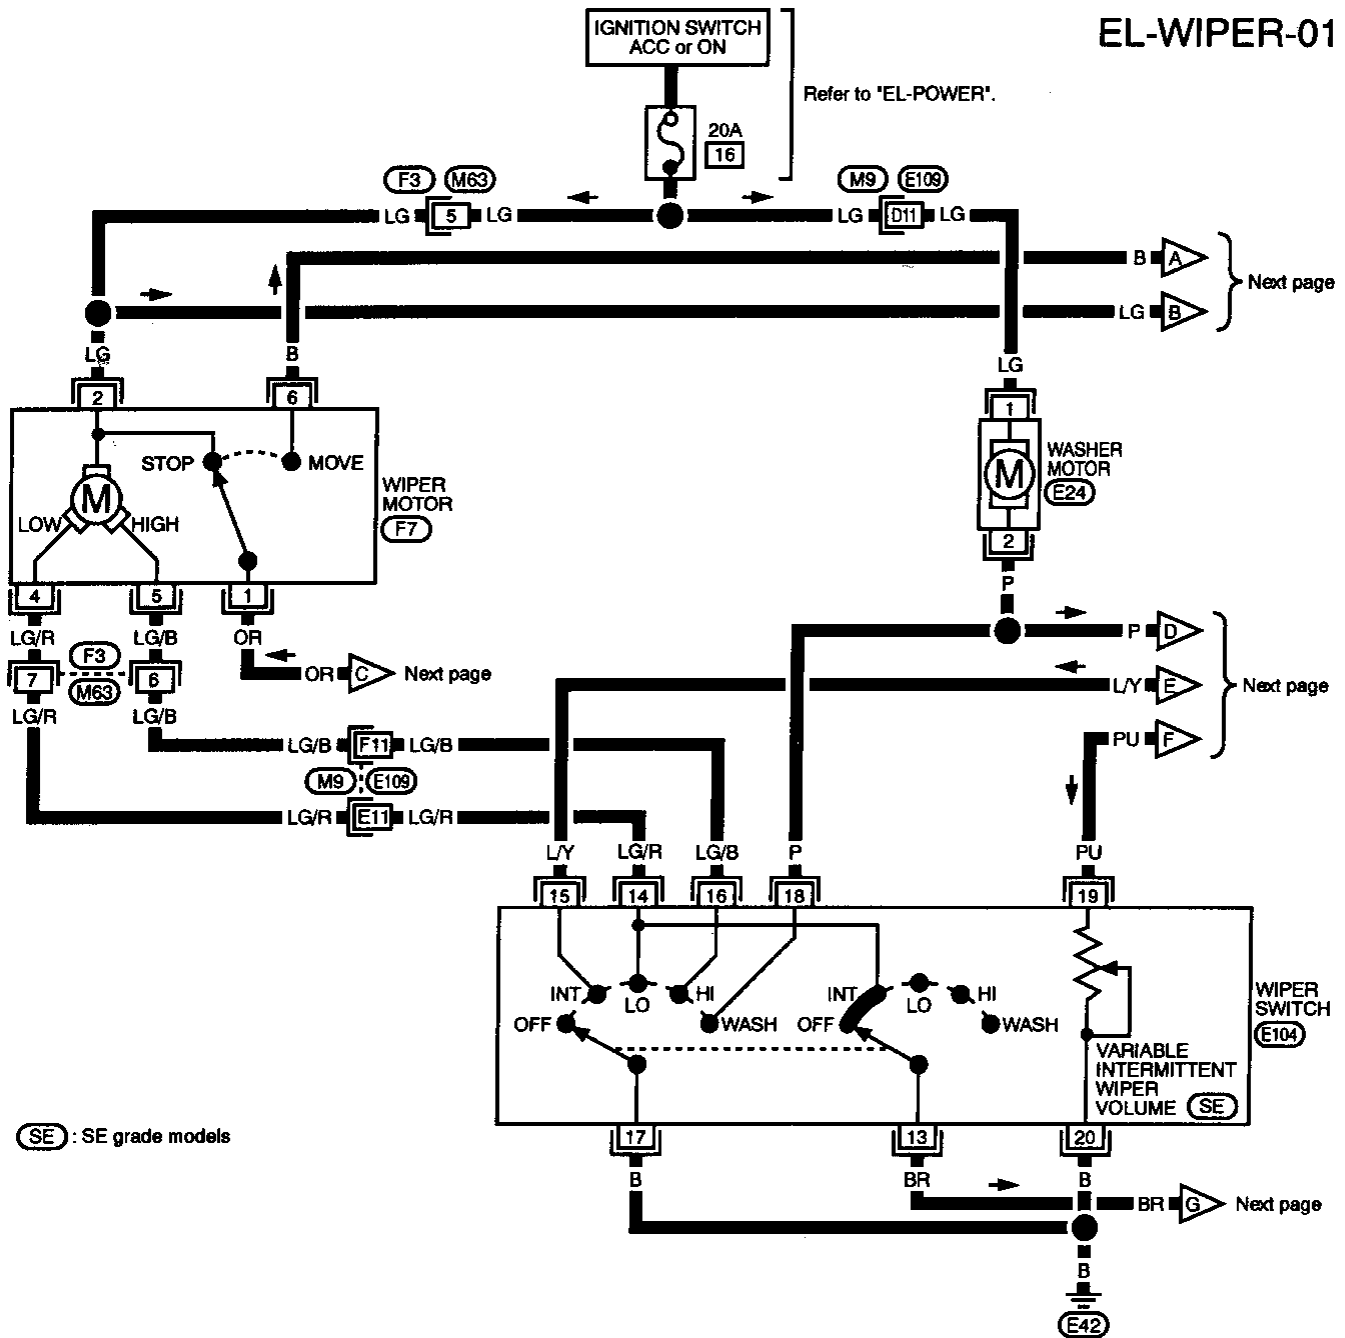 EL-WIPER-01
IGNITION SWITCH
ACC or ON
Refer to "EL-POWER".
20A
16
F3 M63
M9 E109
LG 5 LG
LG D11 LG
B A
Next page
LG B
LG
B
LG
2
6
1
STOP
MOVE
M
LOW
HIGH
WIPER
MOTOR
F7
M
WASHER
MOTOR
E24
2
P
4
5
1
LG/R
LG/B
OR
F3
7
6
M63
OR C Next page
LG/R
LG/B
P D
L/Y E
Next page
PU F
LG/B F11 LG/B
M9 E109
LG/R E11 LG/R
L/Y
LG/R
LG/B
P
PU
15
14
16
18
19
INT
LO
HI
OFF
WASH
INT
LO
HI
OFF
WASH
WIPER
SWITCH
E104
VARIABLE
INTERMITTENT
WIPER
VOLUME SE
SE : SE grade models
17
13
20
B
BR
B
BR G Next page
B
E42